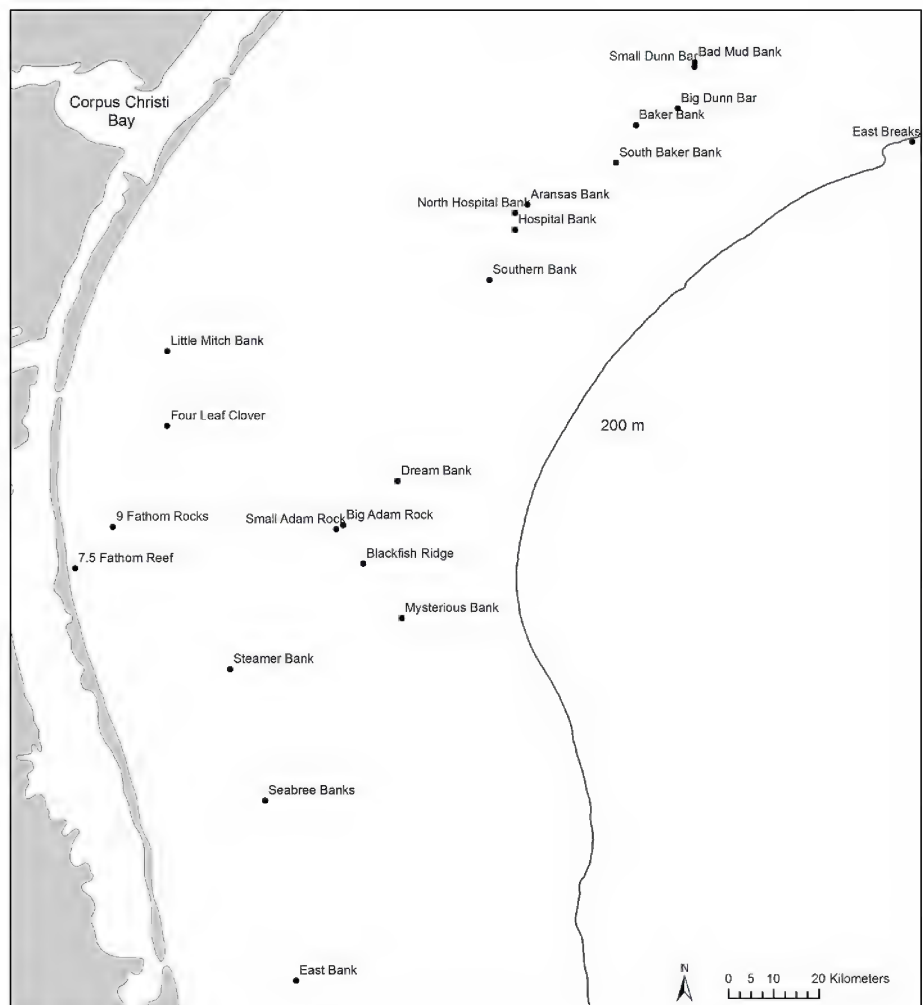 Small Dunn Bar
Bad Mud Bank
Corpus Christi
Bay
Big Dunn Bar
Baker Bank
East Breaks
South Baker Bank
Aransas Bank
North Hospital Bank
Hospital Bank
Southern Bank
Little Mitch Bank
Four Leaf Clover
200 m
Dream Bank
9 Fathom Rocks
Small Adam Rock
Big Adam Rock
7.5 Fathom Reef
Blackfish Ridge
Mysterious Bank
Steamer Bank
Seabree Banks
East Bank
N
0 5 10 20 Kilometers